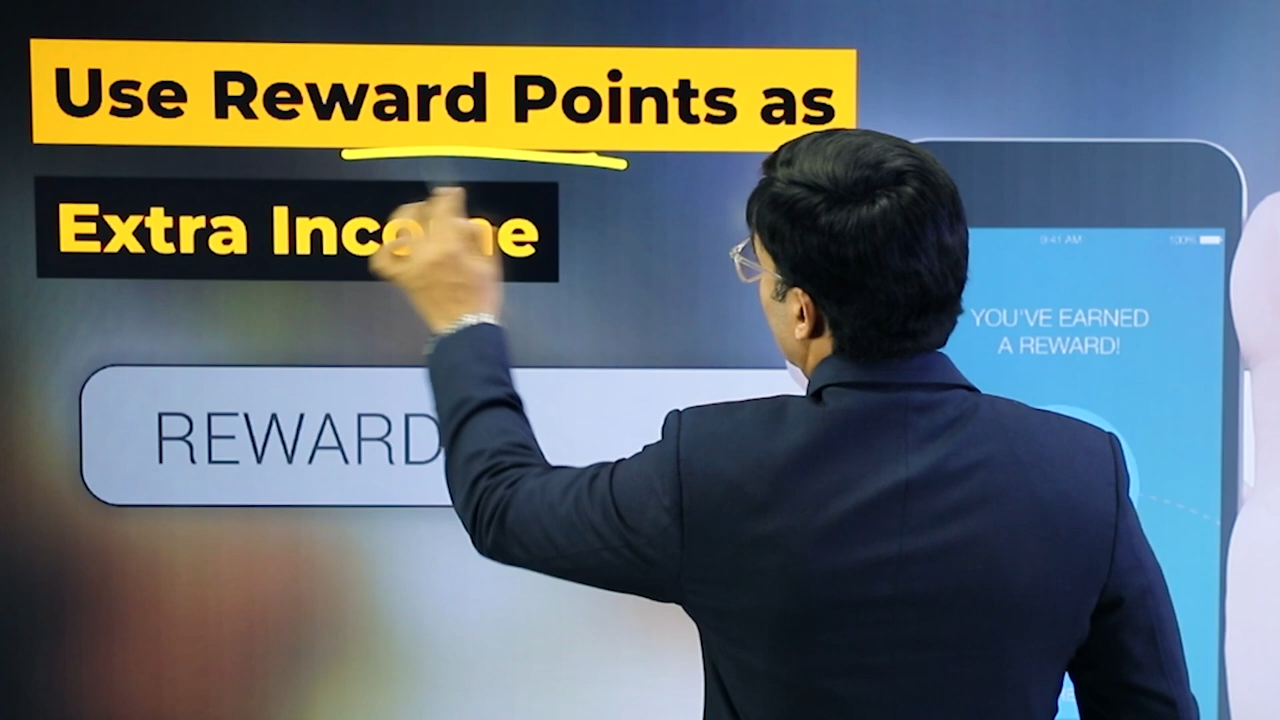 Use Reward Points as
Extra Income
REWARD
9:41 AM 100%
YOU'VE EARNED
A REWARD!